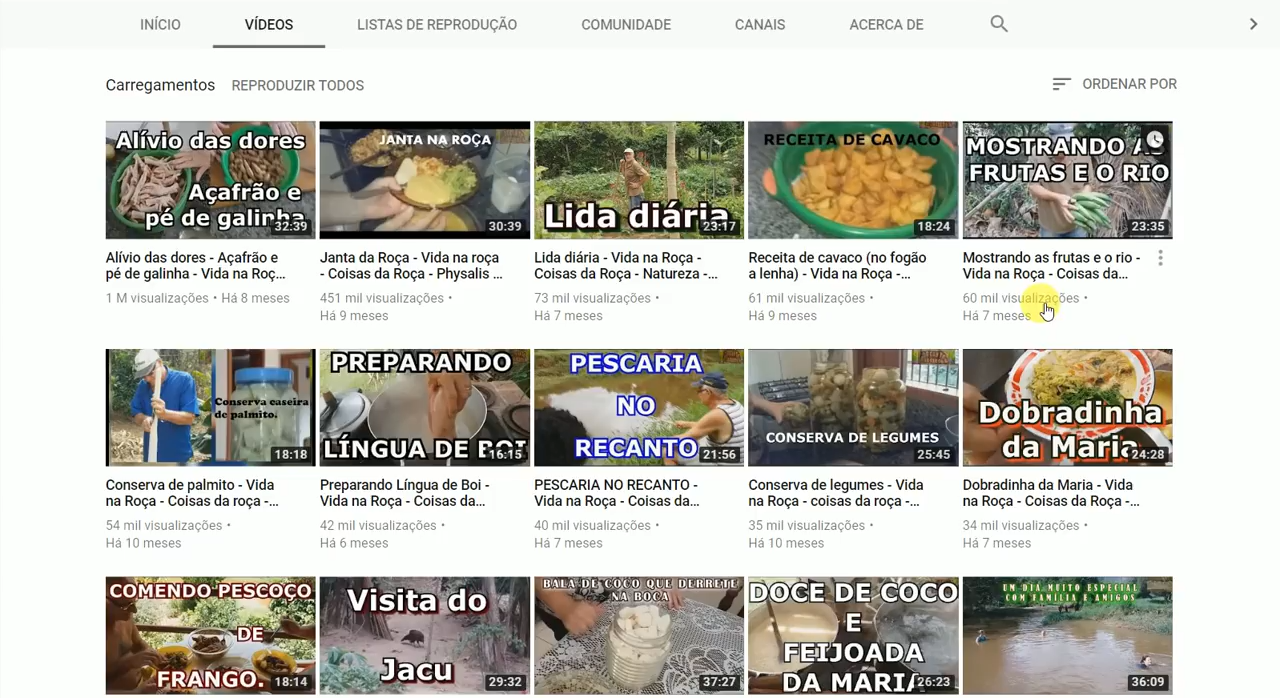 INÍCIO VÍDEOS LISTAS DE REPRODUÇÃO COMUNIDADE CANAIS ACERCA DE
Carregamentos REPRODUZIR TODOS ORDENAR POR
Alívio das dores
Açafrão e
pé de galinha
32:39
JANTA NA ROÇA
30:39
Lida diária
23:17
RECEITA DE CAVACO
18:24
MOSTRANDO AS
FRUTAS E O RIO
23:35
Alívio das dores - Açafrão e
pé de galinha - Vida na Roç...
1 M visualizações • Há 8 meses
Janta da Roça - Vida na roça
- Coisas da Roça - Physalis ...
451 mil visualizações •
Há 9 meses
Lida diária - Vida na Roça -
Coisas da Roça - Natureza -...
73 mil visualizações •
Há 7 meses
Receita de cavaco (no fogão
a lenha) - Vida na Roça -...
61 mil visualizações •
Há 9 meses
Mostrando as frutas e o rio -
Vida na Roça - Coisas da...
60 mil visualizações •
Há 7 meses
Conserva caseira
de palmito.
18:18
PREPARANDO
LÍNGUA DE BOI
16:15
PESCARIA
NO
RECANTO
21:56
CONSERVA DE LEGUMES
25:45
Dobradinha
da Maria
24:28
Conserva de palmito - Vida
na Roça - Coisas da roça -...
54 mil visualizações •
Há 10 meses
Preparando Língua de Boi -
Vida na Roça - Coisas da...
42 mil visualizações •
Há 6 meses
PESCARIA NO RECANTO -
Vida na Roça - Coisas da...
40 mil visualizações •
Há 7 meses
Conserva de legumes - Vida
na Roça - coisas da roça -...
35 mil visualizações •
Há 10 meses
Dobradinha da Maria - Vida
na Roça - Coisas da Roça -...
34 mil visualizações •
Há 7 meses
COMENDO PESCOÇO
DE
FRANGO.
18:14
Visita do
Jacu
29:32
BALA DE COCO QUE DERRETE
NA BOCA
37:27
DOCE DE COCO
E
FEIJOADA
DA MARIA
26:23
UM DIA MUITO ESPECIAL
COM FAMÍLIA E AMIGOS
36:09